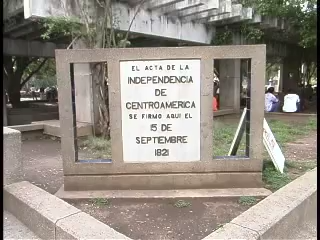 EL ACTA DE LA
INDEPENDENCIA
DE
CENTROAMERICA
SE FIRMO AQUI EL
15 DE
SEPTIEMBRE
1821